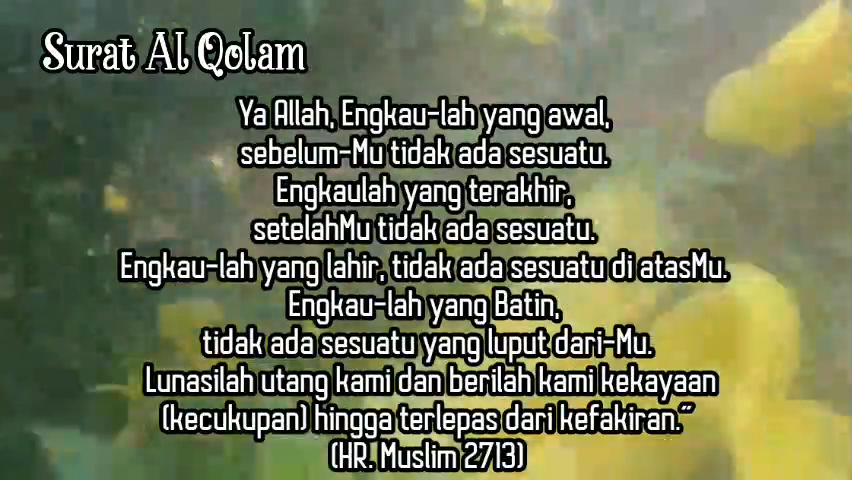 Surat Al Qolam
Ya Allah, Engkau-lah yang awal,
sebelum-Mu tidak ada sesuatu.
Engkaulah yang terakhir,
setelahMu tidak ada sesuatu.
Engkau-lah yang lahir, tidak ada sesuatu di atasMu.
Engkau-lah yang Batin,
tidak ada sesuatu yang luput dari-Mu.
Lunasilah utang kami dan berilah kami kekayaan
(kecukupan) hingga terlepas dari kefakiran.”
(HR. Muslim 2713)